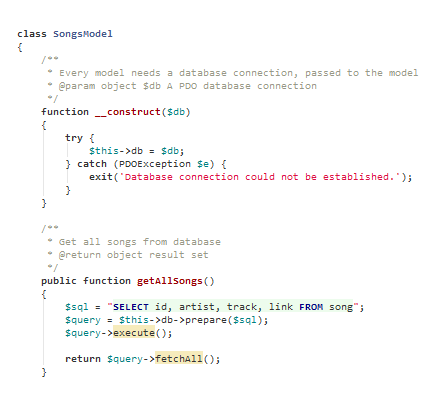 class SongsModel
{
    /**
     * Every model needs a database connection, passed to the model
     * @param object $db A PDO database connection
     */
    function __construct($db)
    {
        try {
            $this->db = $db;
        } catch (PDOException $e) {
            exit('Database connection could not be established.');
        }
    }

    /**
     * Get all songs from database
     * @return object result set
     */
    public function getAllSongs()
    {
        $sql = "SELECT id, artist, track, link FROM song";
        $query = $this->db->prepare($sql);
        $query->execute();

        return $query->fetchAll();
    }